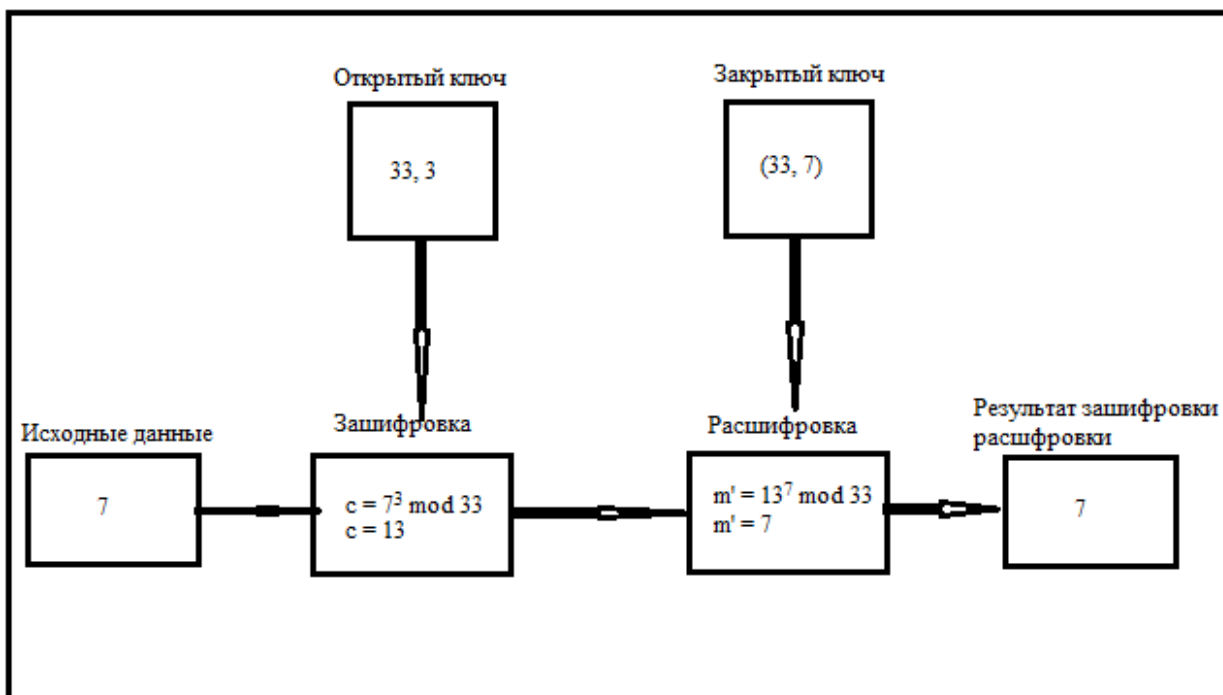 Открытый ключ
Закрытый ключ
33, 3
(33, 7)
Зашифровка
Расшифровка
Результат зашифровки
расшфровки
Исходные данные
7
c = 7³ mod 33
c = 13
m' = 13⁷ mod 33
m' = 7
7